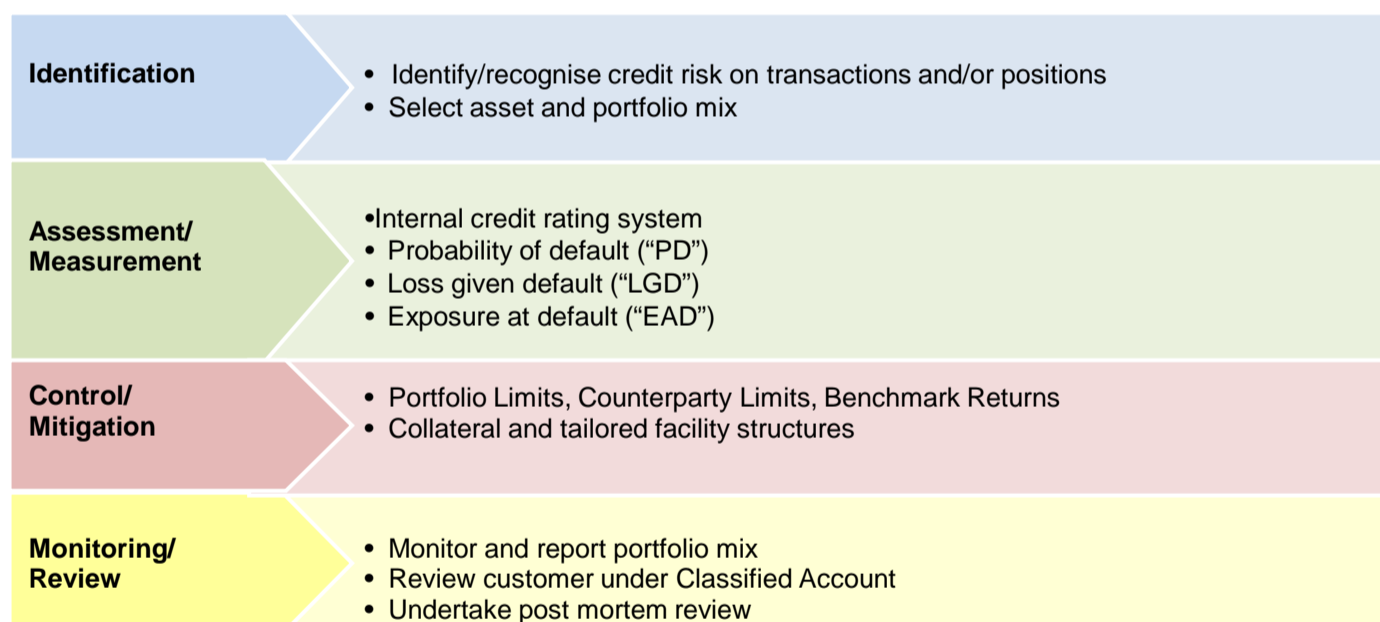 Identification
• Identify/recognise credit risk on transactions and/or positions
• Select asset and portfolio mix
Assessment/
Measurement
•Internal credit rating system
• Probability of default (“PD”)
• Loss given default (“LGD”)
• Exposure at default (“EAD”)
Control/
Mitigation
• Portfolio Limits, Counterparty Limits, Benchmark Returns
• Collateral and tailored facility structures
Monitoring/
Review
• Monitor and report portfolio mix
• Review customer under Classified Account
• Undertake post mortem review